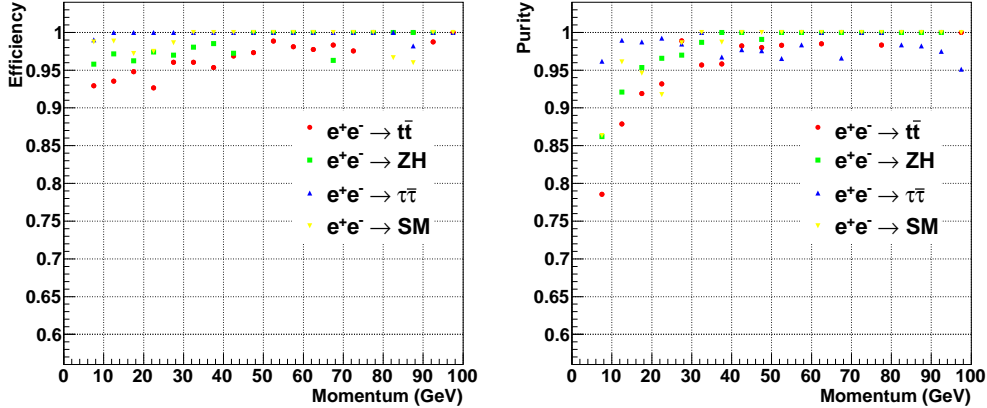 Efficiency
1
0.95
0.9
0.85
0.8
0.75
0.7
0.65
0.6
e⁺e⁻ → tt̄
e⁺e⁻ → ZH
e⁺e⁻ → ττ̄
e⁺e⁻ → SM
0 10 20 30 40 50 60 70 80 90 100
Momentum (GeV)
Purity
1
0.95
0.9
0.85
0.8
0.75
0.7
0.65
0.6
e⁺e⁻ → tt̄
e⁺e⁻ → ZH
e⁺e⁻ → ττ̄
e⁺e⁻ → SM
0 10 20 30 40 50 60 70 80 90 100
Momentum (GeV)